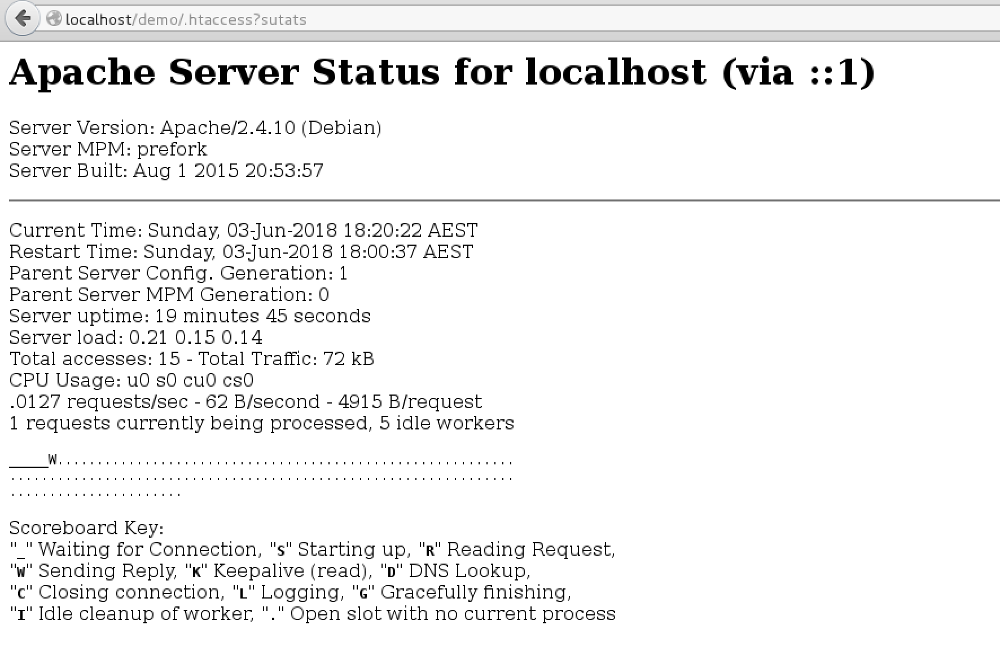 localhost/demo/.htaccess?sutats
Apache Server Status for localhost (via ::1)
Server Version: Apache/2.4.10 (Debian)
Server MPM: prefork
Server Built: Aug 1 2015 20:53:57
Current Time: Sunday, 03-Jun-2018 18:20:22 AEST
Restart Time: Sunday, 03-Jun-2018 18:00:37 AEST
Parent Server Config. Generation: 1
Parent Server MPM Generation: 0
Server uptime: 19 minutes 45 seconds
Server load: 0.21 0.15 0.14
Total accesses: 15 - Total Traffic: 72 kB
CPU Usage: u0 s0 cu0 cs0
.0127 requests/sec - 62 B/second - 4915 B/request
1 requests currently being processed, 5 idle workers
_____W..........................................................
................................................................
......................
Scoreboard Key:
"_" Waiting for Connection, "S" Starting up, "R" Reading Request,
"W" Sending Reply, "K" Keepalive (read), "D" DNS Lookup,
"C" Closing connection, "L" Logging, "G" Gracefully finishing,
"I" Idle cleanup of worker, "." Open slot with no current process